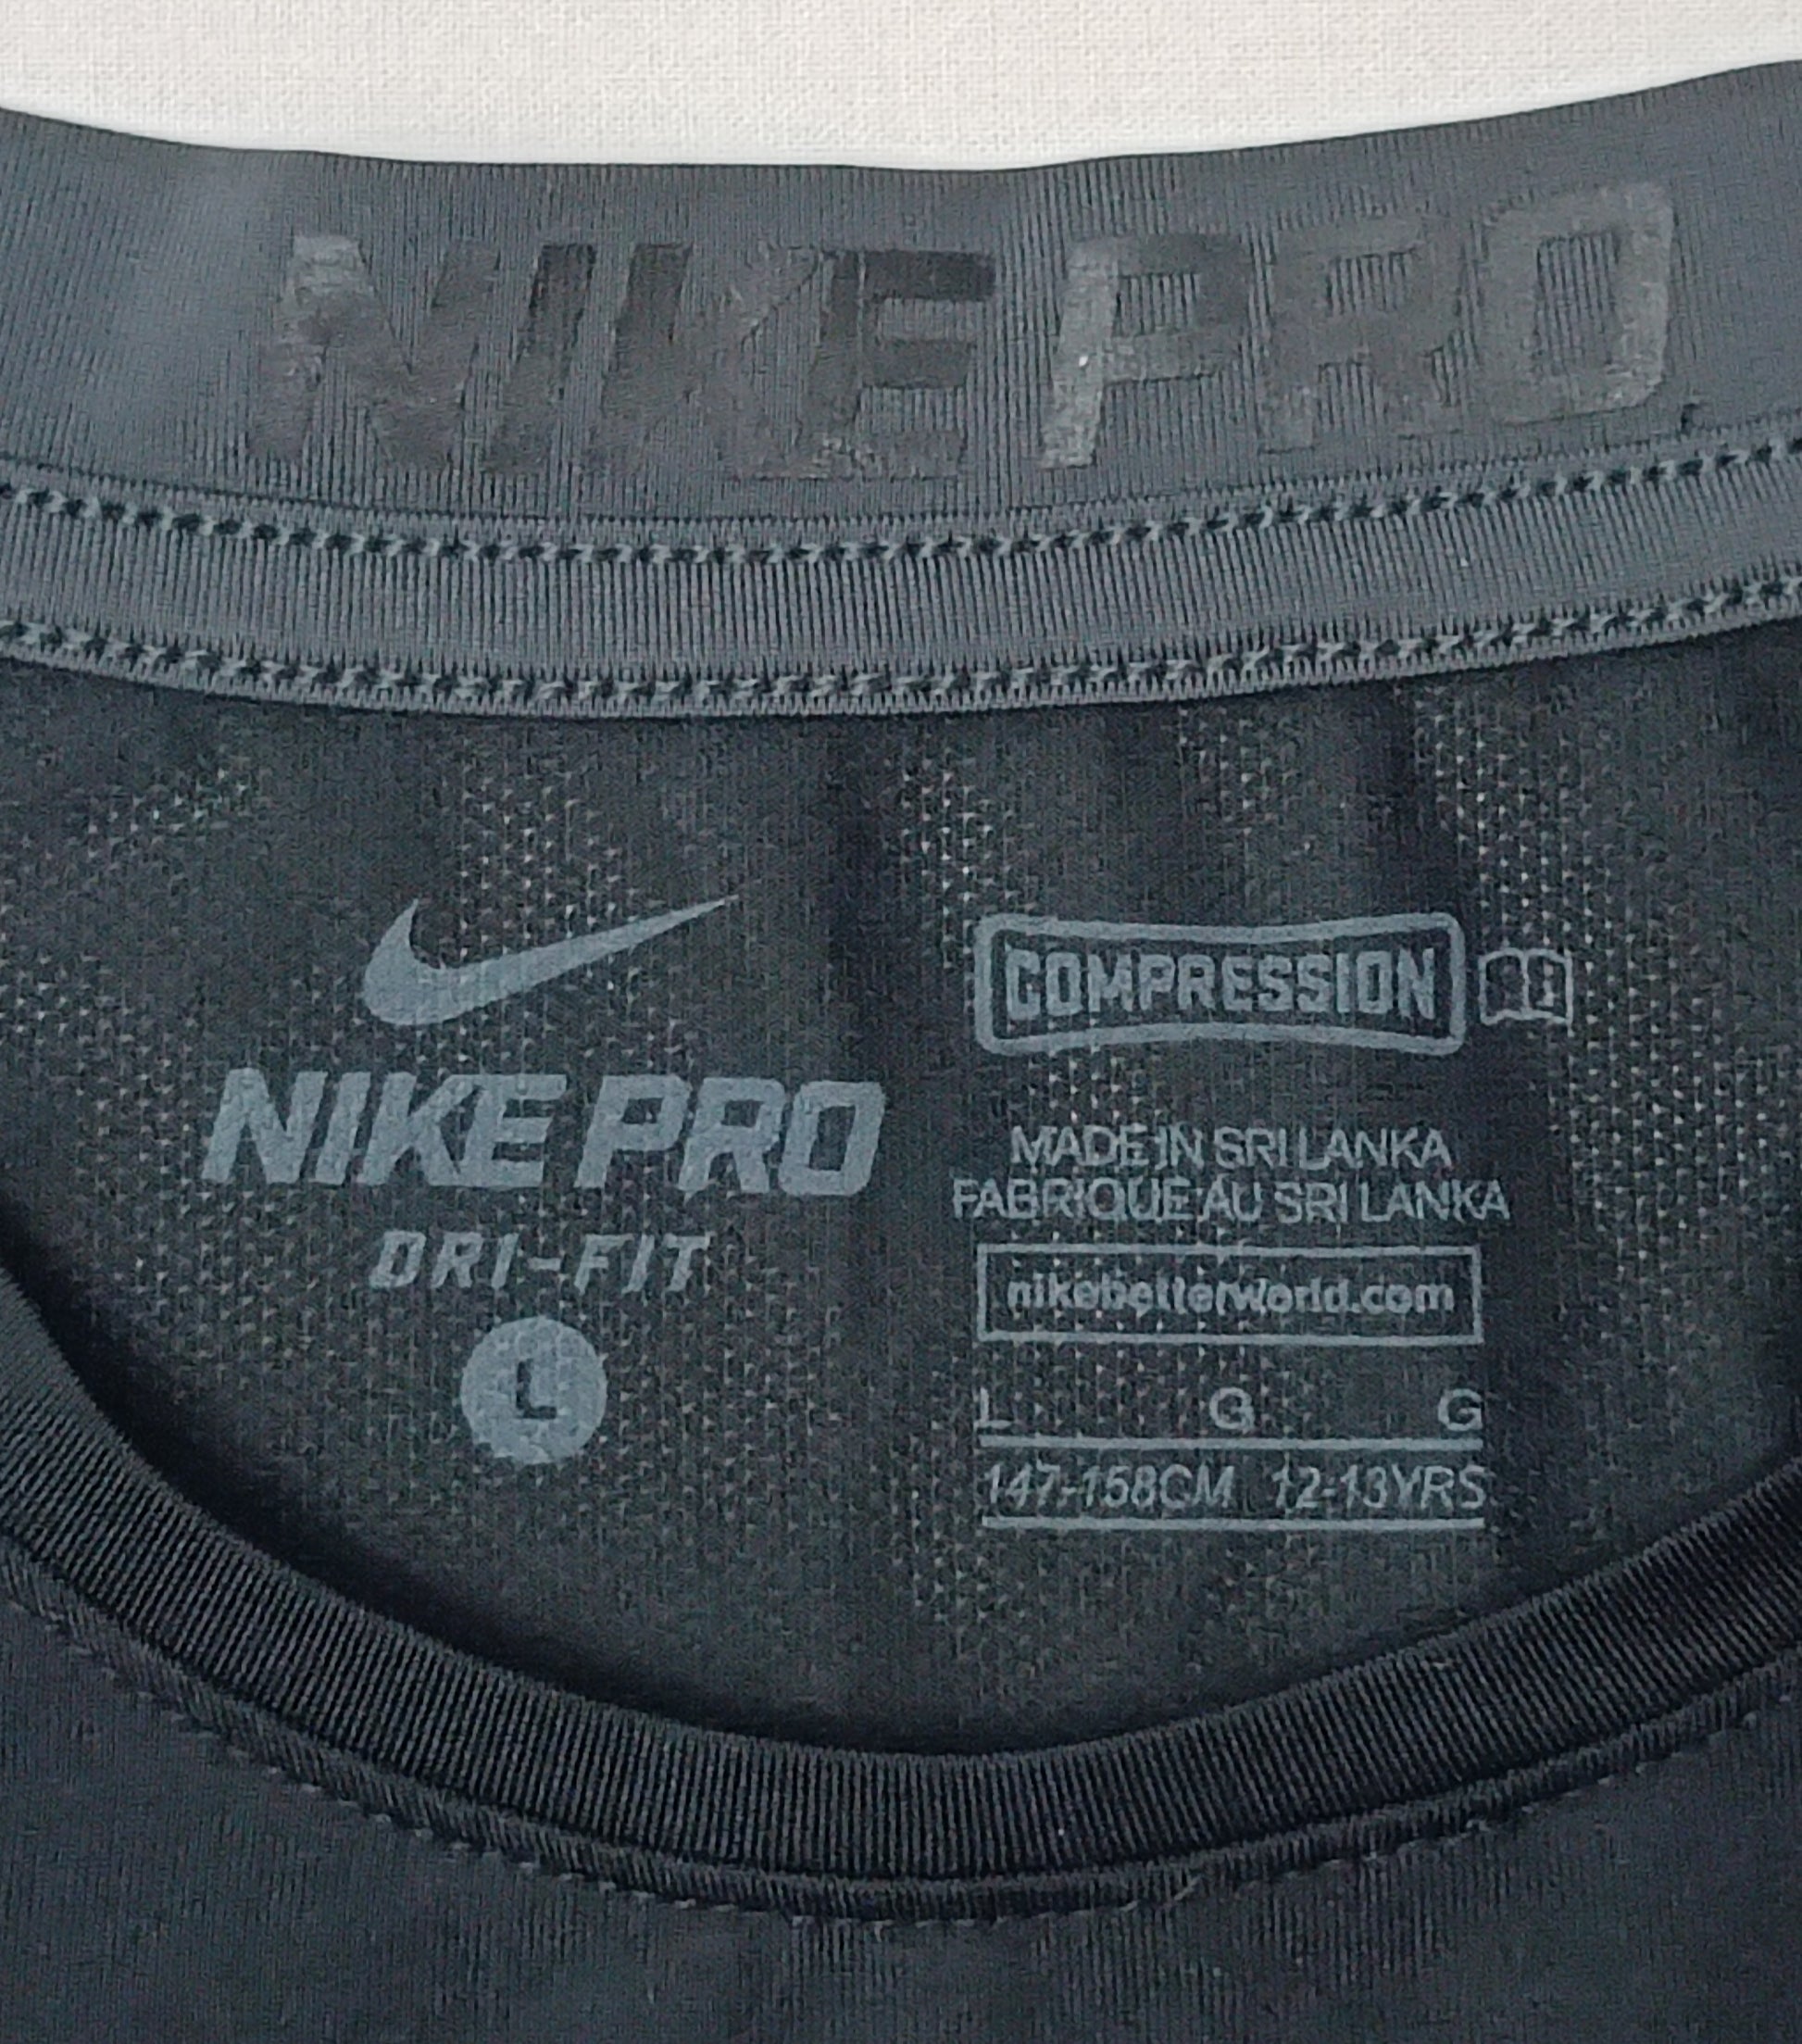 NIKE PRO
NIKE PRO
DRI-FIT
L
COMPRESSION
MADE IN SRI LANKA
FABRIQUE AU SRI LANKA
nikebetterworld.com
L G G
147-158CM 12-13YRS